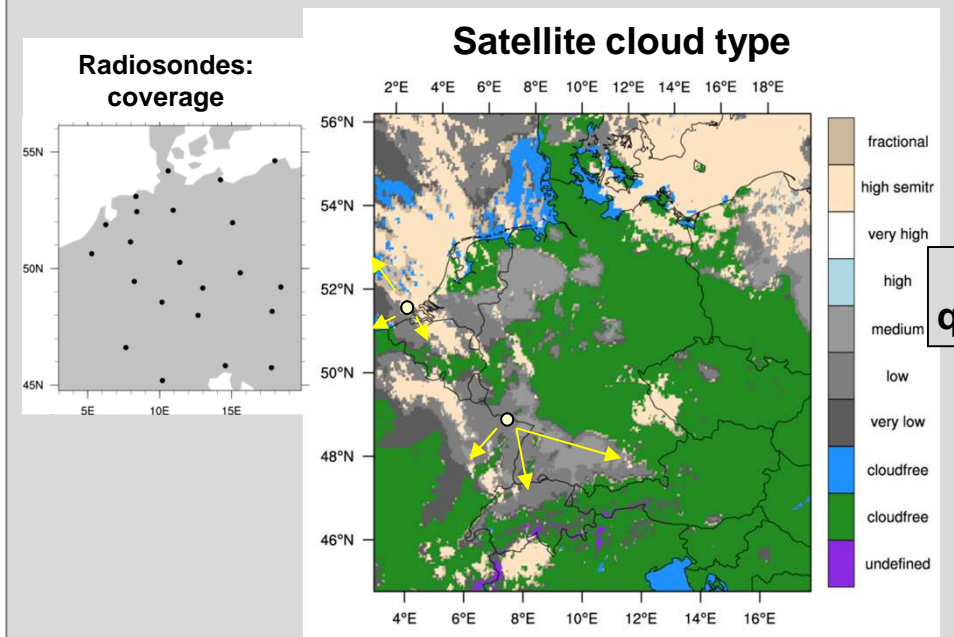 Radiosondes:
coverage
55N
50N
45N
5E 10E 15E
Satellite cloud type
2°E 4°E 6°E 8°E 10°E 12°E 14°E 16°E 18°E
56°N
54°N
52°N
50°N
48°N
46°N
4°E 6°E 8°E 10°E 12°E 14°E 16°E
fractional
high semitr
very high
high
medium
low
very low
cloudfree
cloudfree
undefined
q